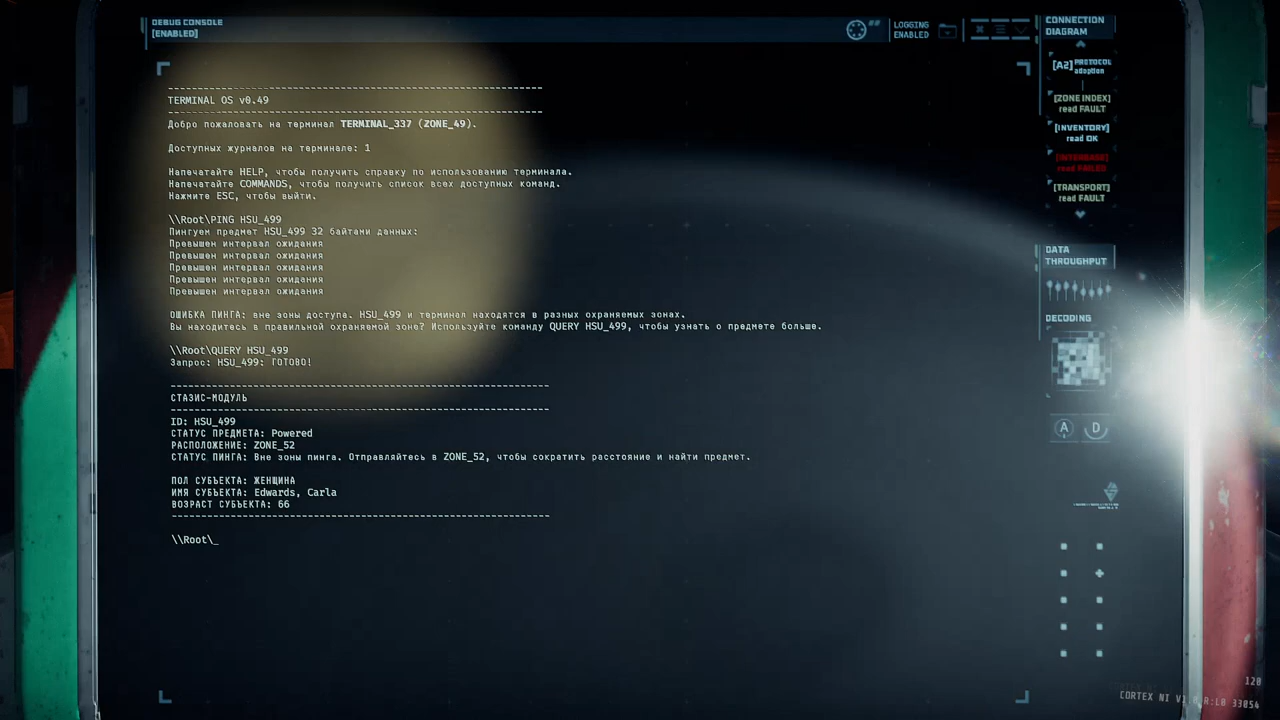 DEBUG CONSOLE
[ENABLED]
LOGGING
ENABLED
CONNECTION
DIAGRAM
[A2] PROTOCOL
adoption
[ZONE INDEX]
read FAULT
[INVENTORY]
read OK
read FAILED
[TRANSPORT]
read FAULT
DATA
THROUGHPUT
DECODING
A D
----------------------------------------------------------------
TERMINAL OS v0.49
----------------------------------------------------------------
Добро пожаловать на терминал TERMINAL_337 (ZONE_49).
Доступных журналов на терминале: 1
Напечатайте HELP, чтобы получить справку по использованию терминала.
Напечатайте COMMANDS, чтобы получить список всех доступных команд.
Нажмите ESC, чтобы выйти.
\\Root\PING HSU_499
Пингуем предмет HSU_499 32 байтами данных:
Превышен интервал ожидания
Превышен интервал ожидания
Превышен интервал ожидания
Превышен интервал ожидания
Превышен интервал ожидания
ОШИБКА ПИНГА: вне зоны доступа. HSU_499 и терминал находятся в разных охраняемых зонах.
Вы находитесь в правильной охраняемой зоне? Используйте команду QUERY HSU_499, чтобы узнать о предмете больше.
\\Root\QUERY HSU_499
Запрос: HSU_499: ГОТОВО!
----------------------------------------------------------------
СТАЗИС-МОДУЛЬ
----------------------------------------------------------------
ID: HSU_499
СТАТУС ПРЕДМЕТА: Powered
РАСПОЛОЖЕНИЕ: ZONE_52
СТАТУС ПИНГА: Вне зоны пинга. Отправляйтесь в ZONE_52, чтобы сократить расстояние и найти предмет.
ПОЛ СУБЪЕКТА: ЖЕНЩИНА
ИМЯ СУБЪЕКТА: Edwards, Carla
ВОЗРАСТ СУБЪЕКТА: 66
----------------------------------------------------------------
\\Root\_
120